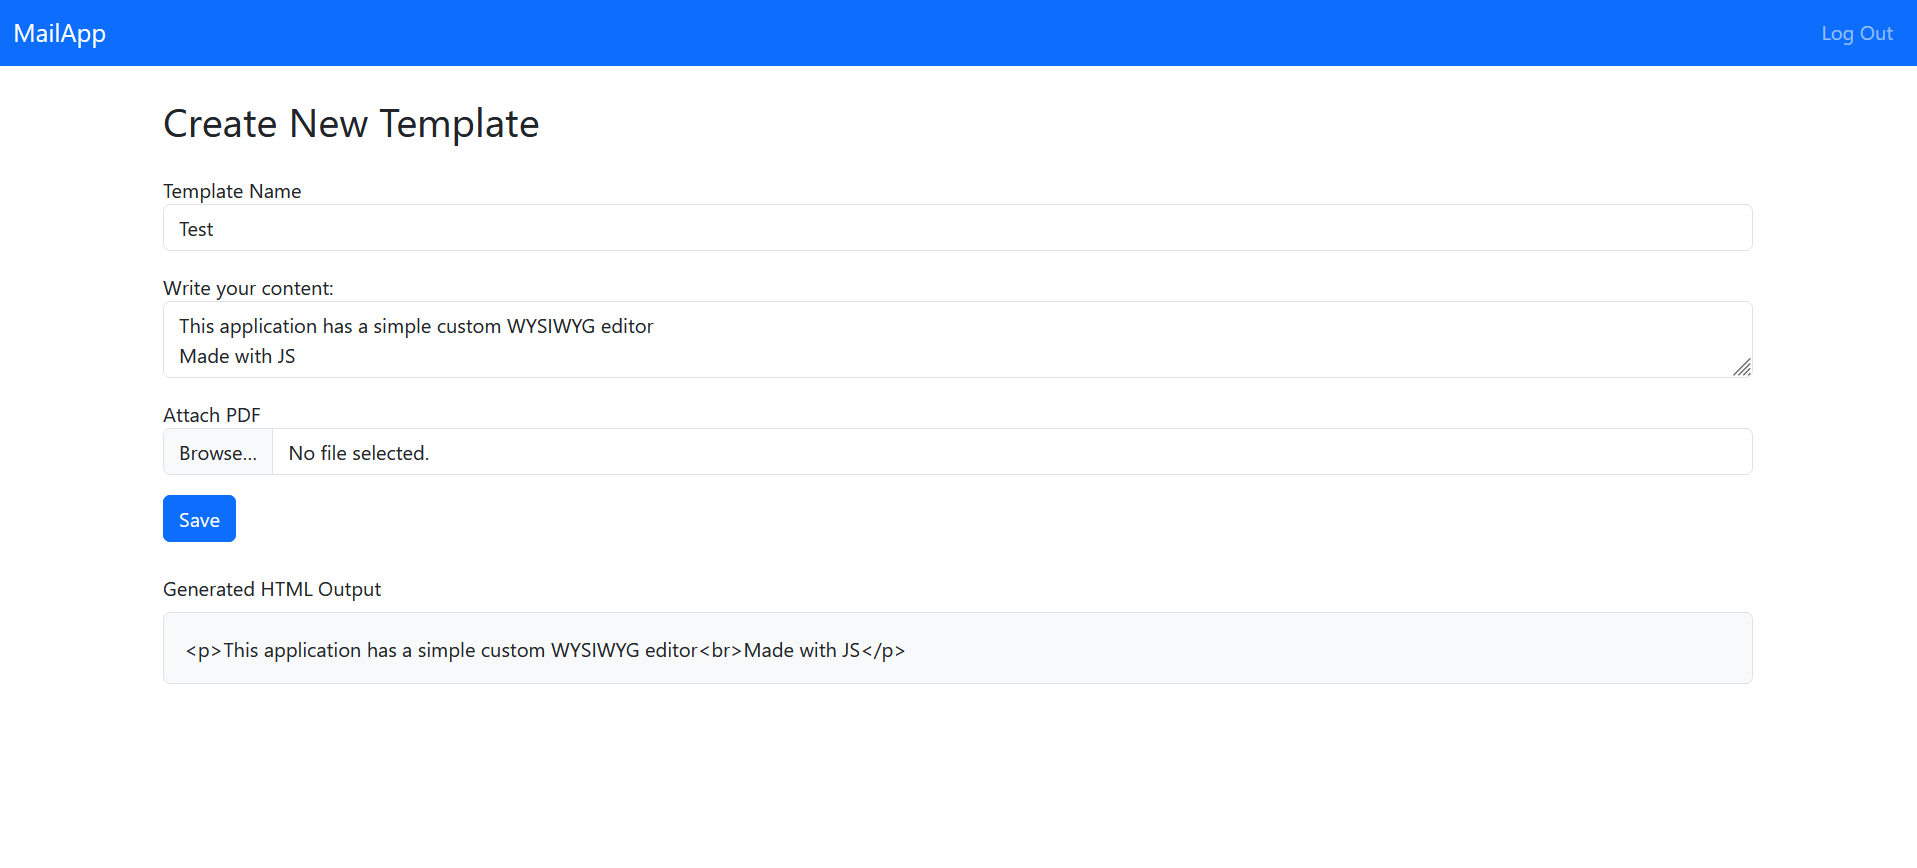 MailApp
Log Out
Create New Template
Template Name
Test
Write your content:
This application has a simple custom WYSIWYG editor
Made with JS
Attach PDF
Browse... No file selected.
Save
Generated HTML Output
<p>This application has a simple custom WYSIWYG editor<br>Made with JS</p>